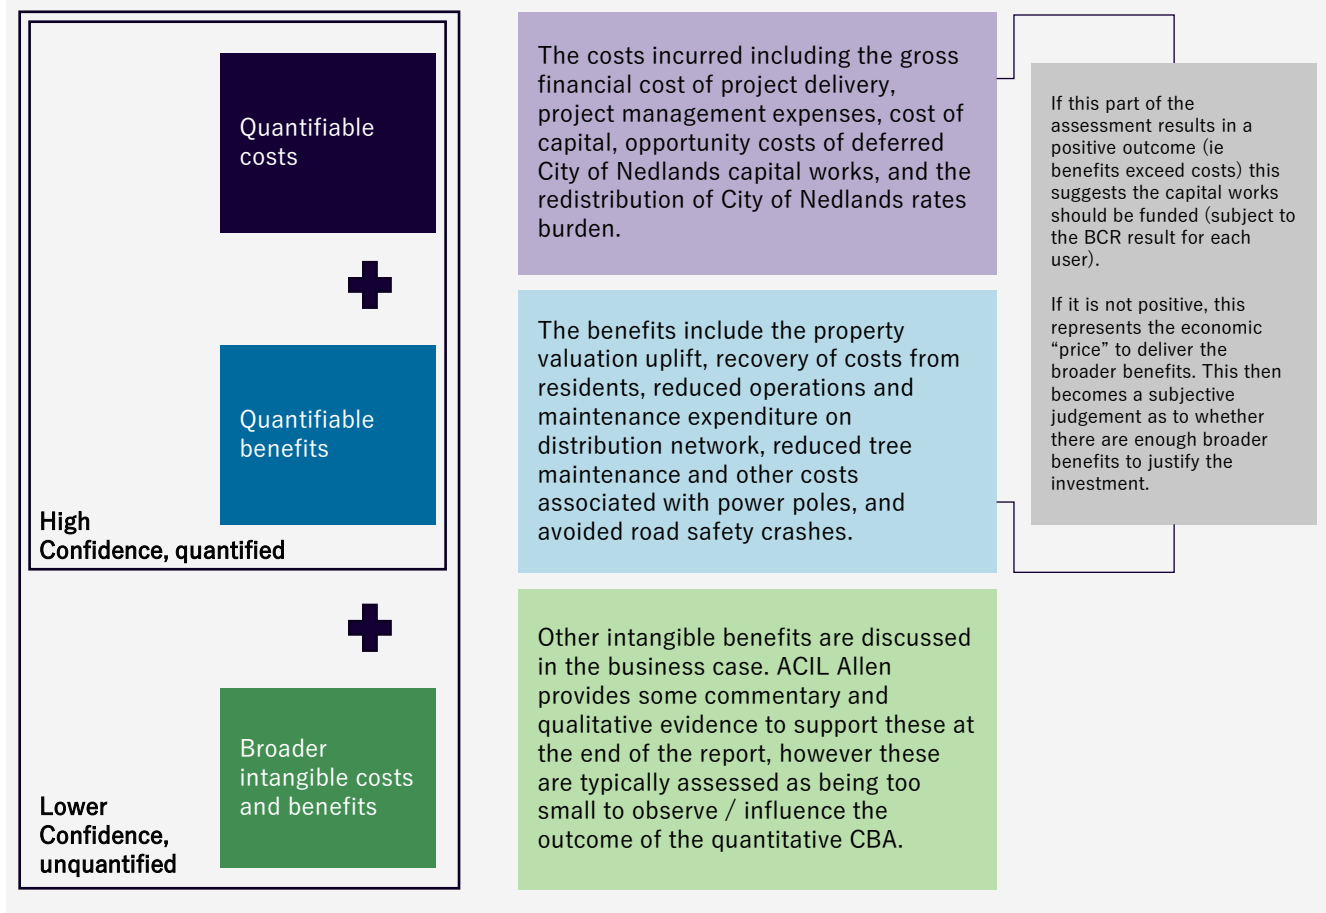 Quantifiable
costs
The costs incurred including the gross
financial cost of project delivery,
project management expenses, cost of
capital, opportunity costs of deferred
City of Nedlands capital works, and the
redistribution of City of Nedlands rates
burden.
If this part of the
assessment results in a
positive outcome (ie
benefits exceed costs) this
suggests the capital works
should be funded (subject to
the BCR result for each
user).
If it is not positive, this
represents the economic
“price” to deliver the
broader benefits. This then
becomes a subjective
judgement as to whether
there are enough broader
benefits to justify the
investment.
Quantifiable
benefits
High
Confidence, quantified
The benefits include the property
valuation uplift, recovery of costs from
residents, reduced operations and
maintenance expenditure on
distribution network, reduced tree
maintenance and other costs
associated with power poles, and
avoided road safety crashes.
Broader
intangible costs
and benefits
Lower
Confidence,
unquantified
Other intangible benefits are discussed
in the business case. ACIL Allen
provides some commentary and
qualitative evidence to support these at
the end of the report, however these
are typically assessed as being too
small to observe / influence the
outcome of the quantitative CBA.